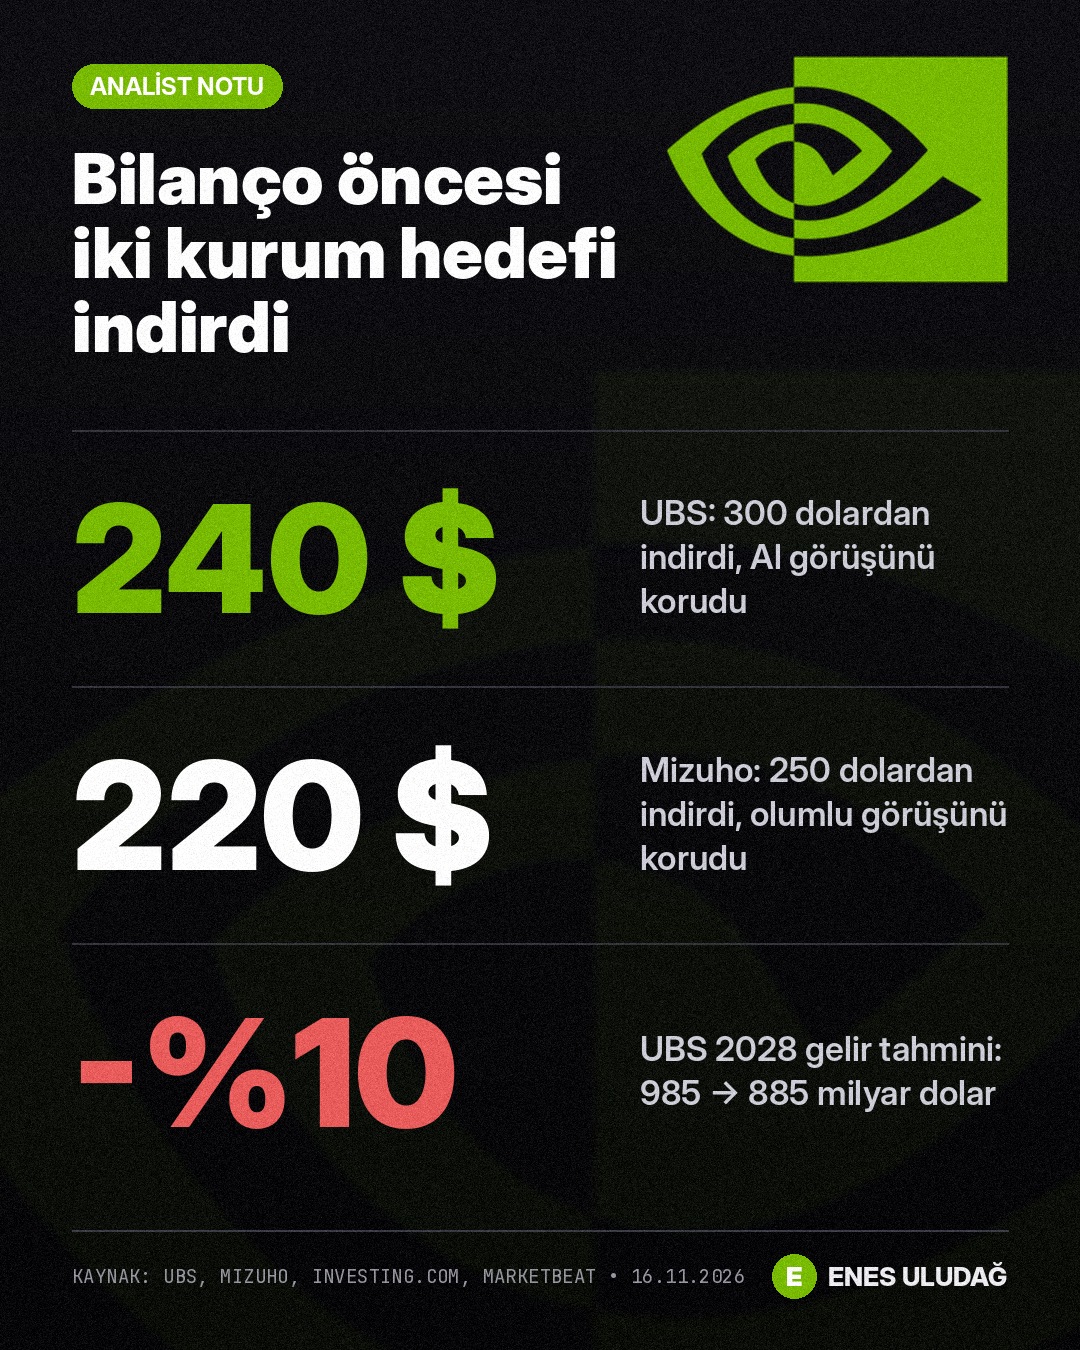 ANALİST NOTU
Bilanço öncesi
iki kurum hedefi
indirdi
240 $
UBS: 300 dolardan
indirdi, Al görüşünü
korudu
220 $
Mizuho: 250 dolardan
indirdi, olumlu görüşünü
korudu
-%10
UBS 2028 gelir tahmini:
985 → 885 milyar dolar
KAYNAK: UBS, MIZUHO, INVESTING.COM, MARKETBEAT • 16.11.2026
E ENES ULUDAĞ